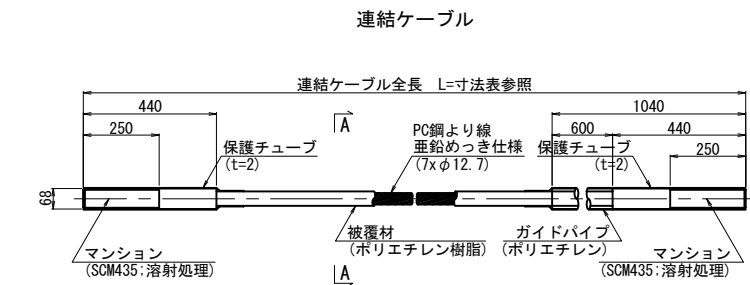 連結ケーブル
連結ケーブル全長 L=寸法表参照
440
1040
250
A
PC鋼より線
亜鉛めっき仕様
(7xφ12.7)
600
440
保護チューブ
(t=2)
保護チューブ
(t=2)
250
68
被覆材
(ポリエチレン樹脂)
ガイドパイプ
(ポリエチレン)
マンション
(SCM435;溶射処理)
マンション
(SCM435;溶射処理)
A